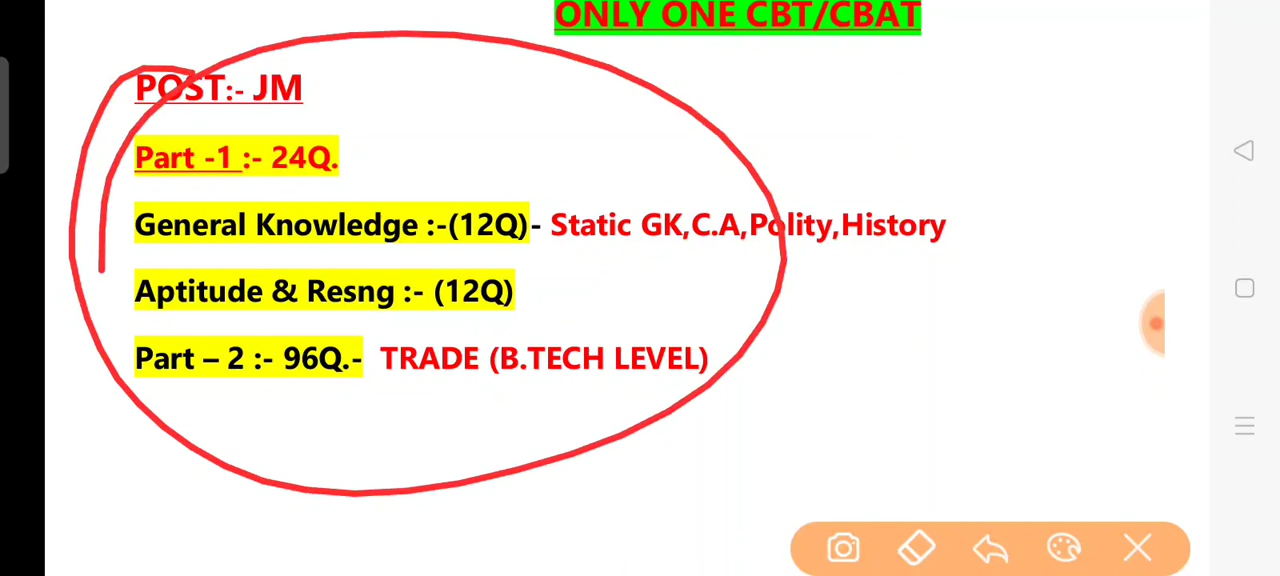 ONLY ONE CBT/CBAT
POST:- JM
Part -1 :- 24Q.
General Knowledge :-(12Q)- Static GK,C.A,Polity,History
Aptitude & Resng :- (12Q)
Part – 2 :- 96Q.- TRADE (B.TECH LEVEL)